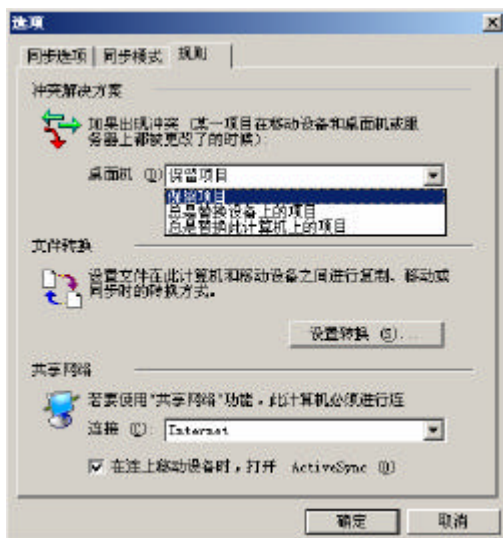 选项
同步选项 同步模式 规则
冲突解决方案
如果出现冲突 (某一项目在移动设备和桌面机或服
务器上都被更改了的时候):
桌面机 (D) 保留项目
保留项目
总是替换设备上的项目
总是替换此计算机上的项目
文件转换
设置文件在此计算机和移动设备之间进行复制、移动或
同步时的转换方式。
设置转换 (S)...
共享网络
若要使用"共享网络"功能，此计算机必须进行连
连接 (C): Internet
在连上移动设备时，打开 ActiveSync (O)
确定 取消